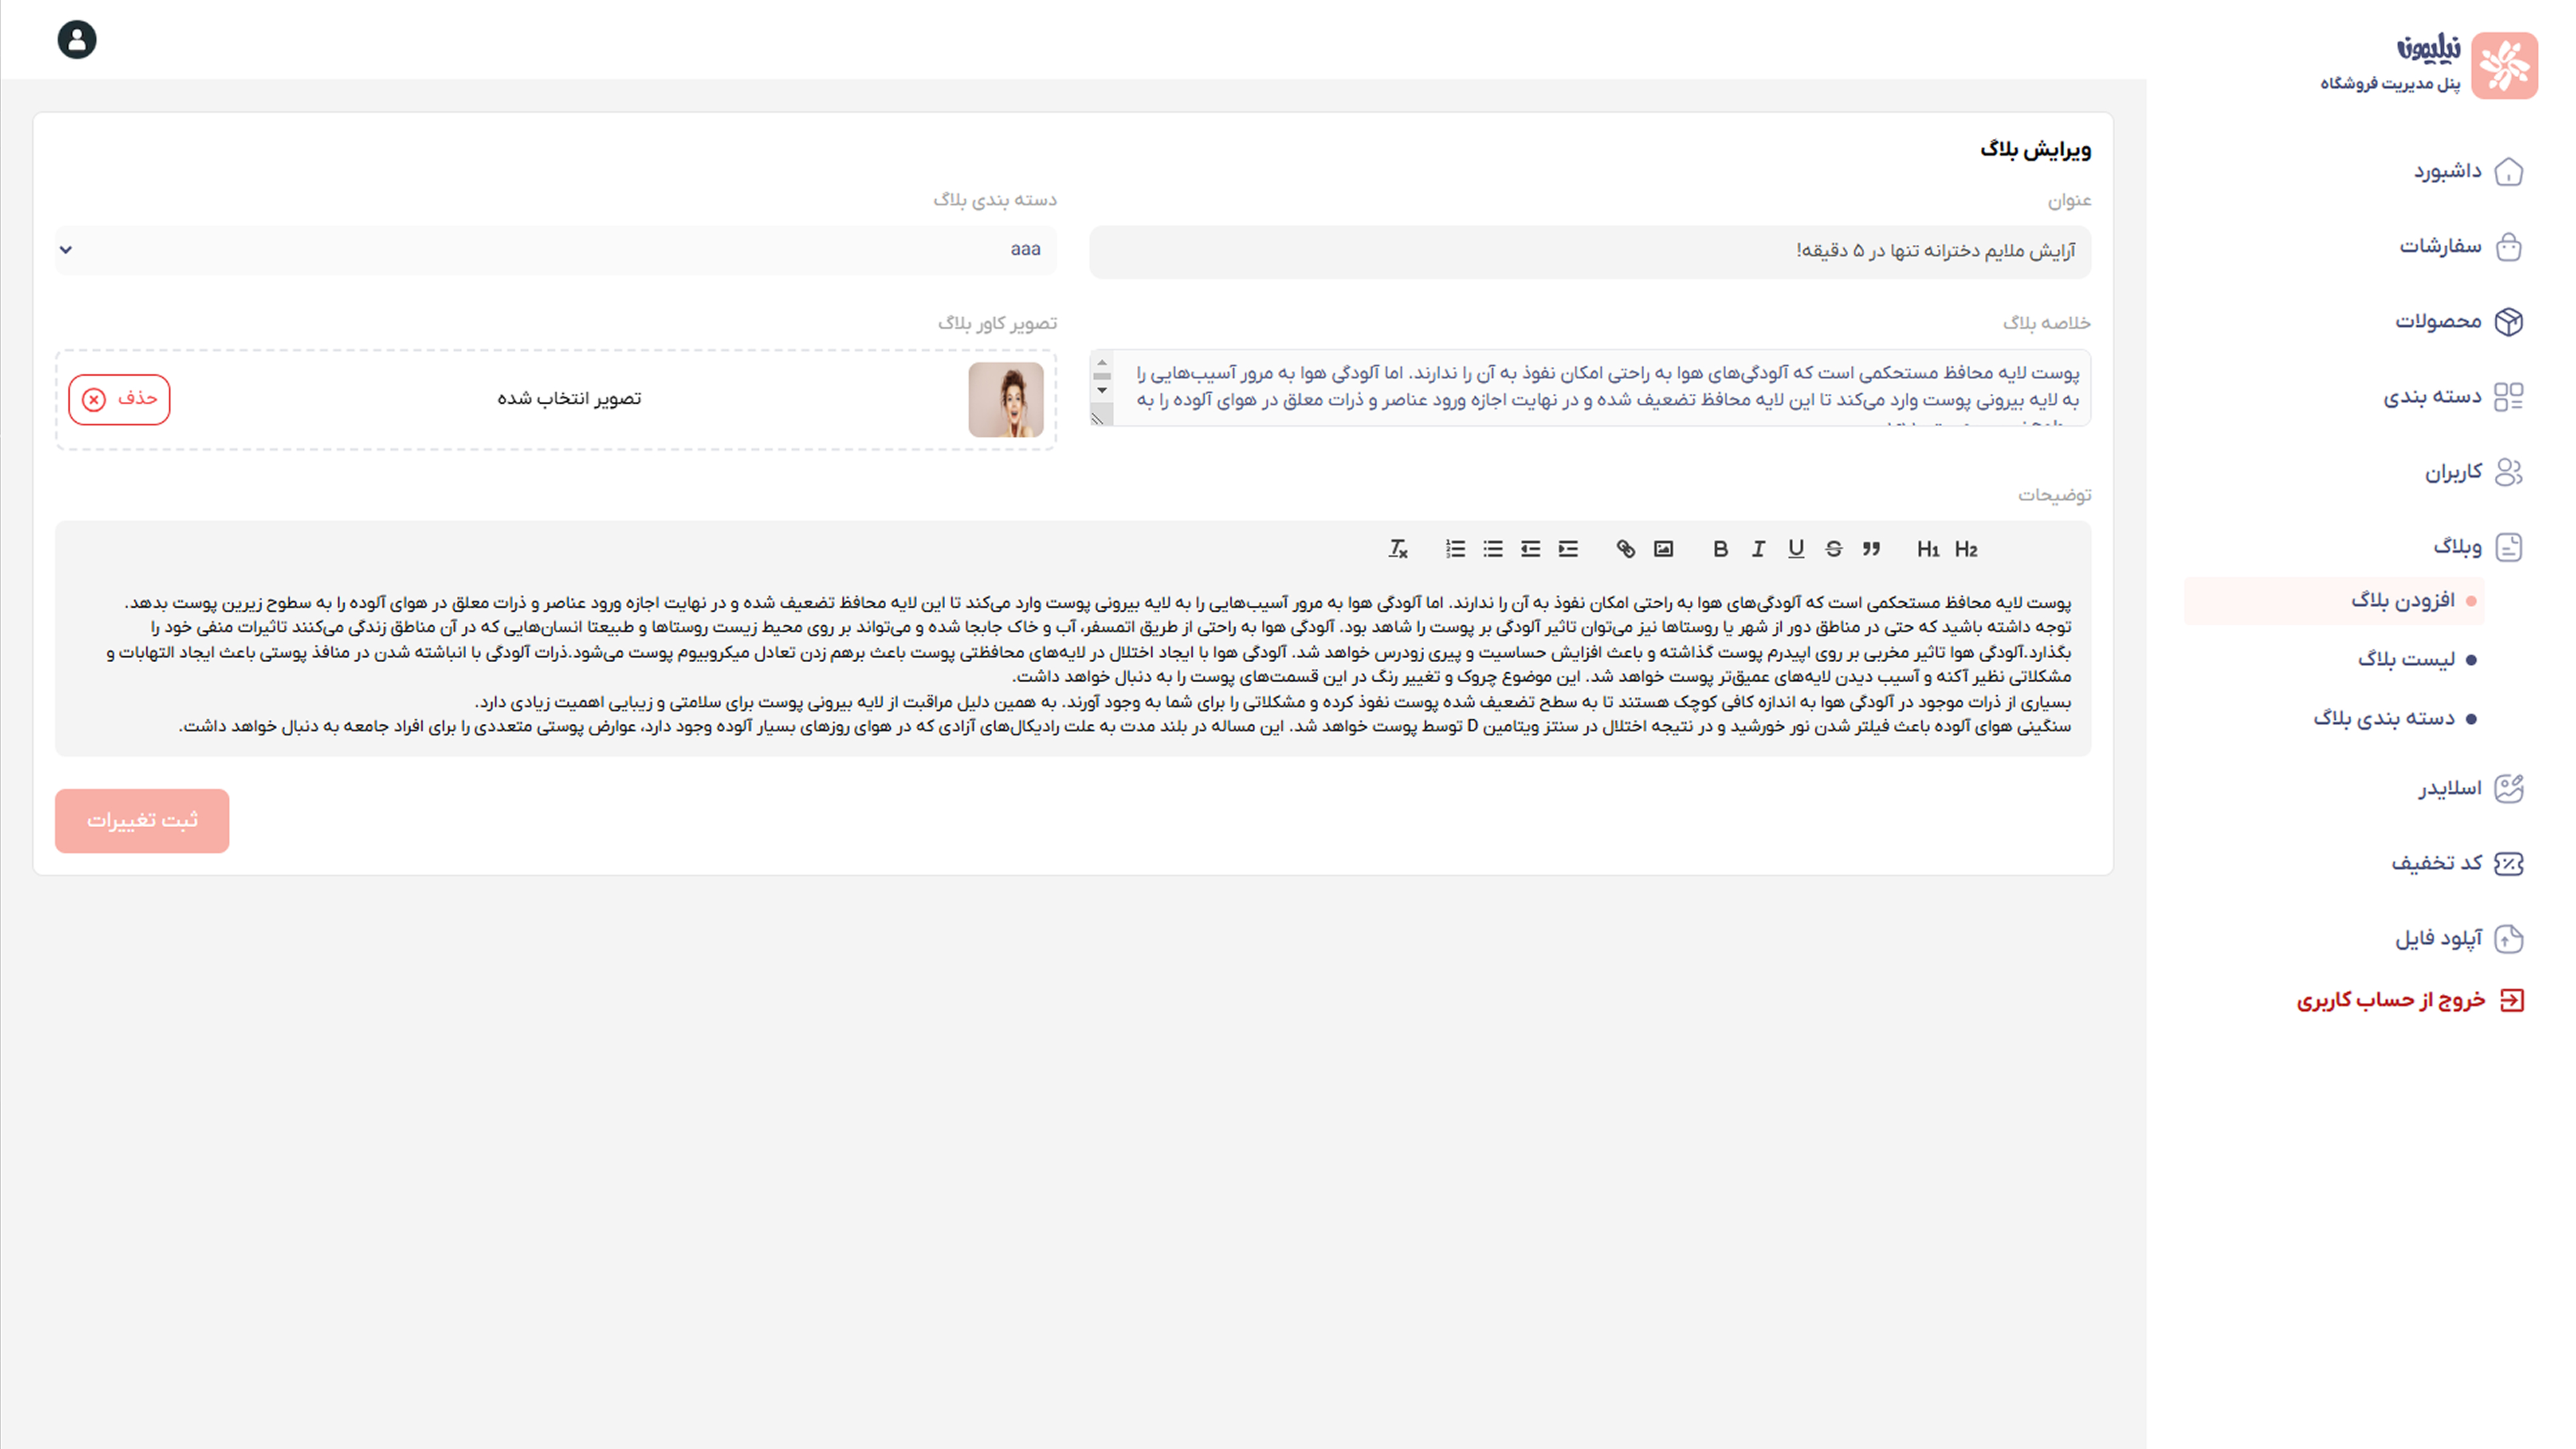 نیلیمون
پنل مدیریت فروشگاه
داشبورد
سفارشات
محصولات
دسته بندی
کاربران
وبلاگ
افزودن بلاگ
لیست بلاگ
دسته بندی بلاگ
اسلایدر
کد تخفیف
آپلود فایل
خروج از حساب کاربری
ویرایش بلاگ
عنوان
آرایش ملایم دخترانه تنها در ۵ دقیقه!
دسته بندی بلاگ
aaa
خلاصه بلاگ
پوست لایه محافظ مستحکمی است که آلودگی‌های هوا به راحتی امکان نفوذ به آن را ندارند. اما آلودگی هوا به مرور آسیب‌هایی را
به لایه بیرونی پوست وارد می‌کند تا این لایه محافظ تضعیف شده و در نهایت اجازه ورود عناصر و ذرات معلق در هوای آلوده را به
تصویر کاور بلاگ
تصویر انتخاب شده
حذف
توضیحات
H1 H2
پوست لایه محافظ مستحکمی است که آلودگی‌های هوا به راحتی امکان نفوذ به آن را ندارند. اما آلودگی هوا به مرور آسیب‌هایی را به لایه بیرونی پوست وارد می‌کند تا این لایه محافظ تضعیف شده و در نهایت اجازه ورود عناصر و ذرات معلق در هوای آلوده را به سطوح زیرین پوست بدهد.
توجه داشته باشید که حتی در مناطق دور از شهر یا روستاها نیز می‌توان تاثیر آلودگی بر پوست را شاهد بود. آلودگی هوا به راحتی از طریق اتمسفر، آب و خاک جابجا شده و می‌تواند بر روی محیط زیست روستاها و طبیعتا انسان‌هایی که در آن مناطق زندگی می‌کنند تاثیرات منفی خود را
بگذارد.آلودگی هوا تاثیر مخربی بر روی اپیدرم پوست گذاشته و باعث افزایش حساسیت و پیری زودرس خواهد شد. آلودگی هوا با ایجاد اختلال در لایه‌های محافظتی پوست باعث برهم زدن تعادل میکروبیوم پوست می‌شود.ذرات آلودگی با انباشته شدن در منافذ پوستی باعث ایجاد التهابات و
مشکلاتی نظیر آکنه و آسیب دیدن لایه‌های عمیق‌تر پوست خواهد شد. این موضوع چروک و تغییر رنگ در این قسمت‌های پوست را به دنبال خواهد داشت.
بسیاری از ذرات موجود در آلودگی هوا به اندازه کافی کوچک هستند تا به سطح تضعیف شده پوست نفوذ کرده و مشکلاتی را برای شما به وجود آورند. به همین دلیل مراقبت از لایه بیرونی پوست برای سلامتی و زیبایی اهمیت زیادی دارد.
سنگینی هوای آلوده باعث فیلتر شدن نور خورشید و در نتیجه اختلال در سنتز ویتامین D توسط پوست خواهد شد. این مساله در بلند مدت به علت رادیکال‌های آزادی که در هوای روزهای بسیار آلوده وجود دارد، عوارض پوستی متعددی را برای افراد جامعه به دنبال خواهد داشت.
ثبت تغییرات